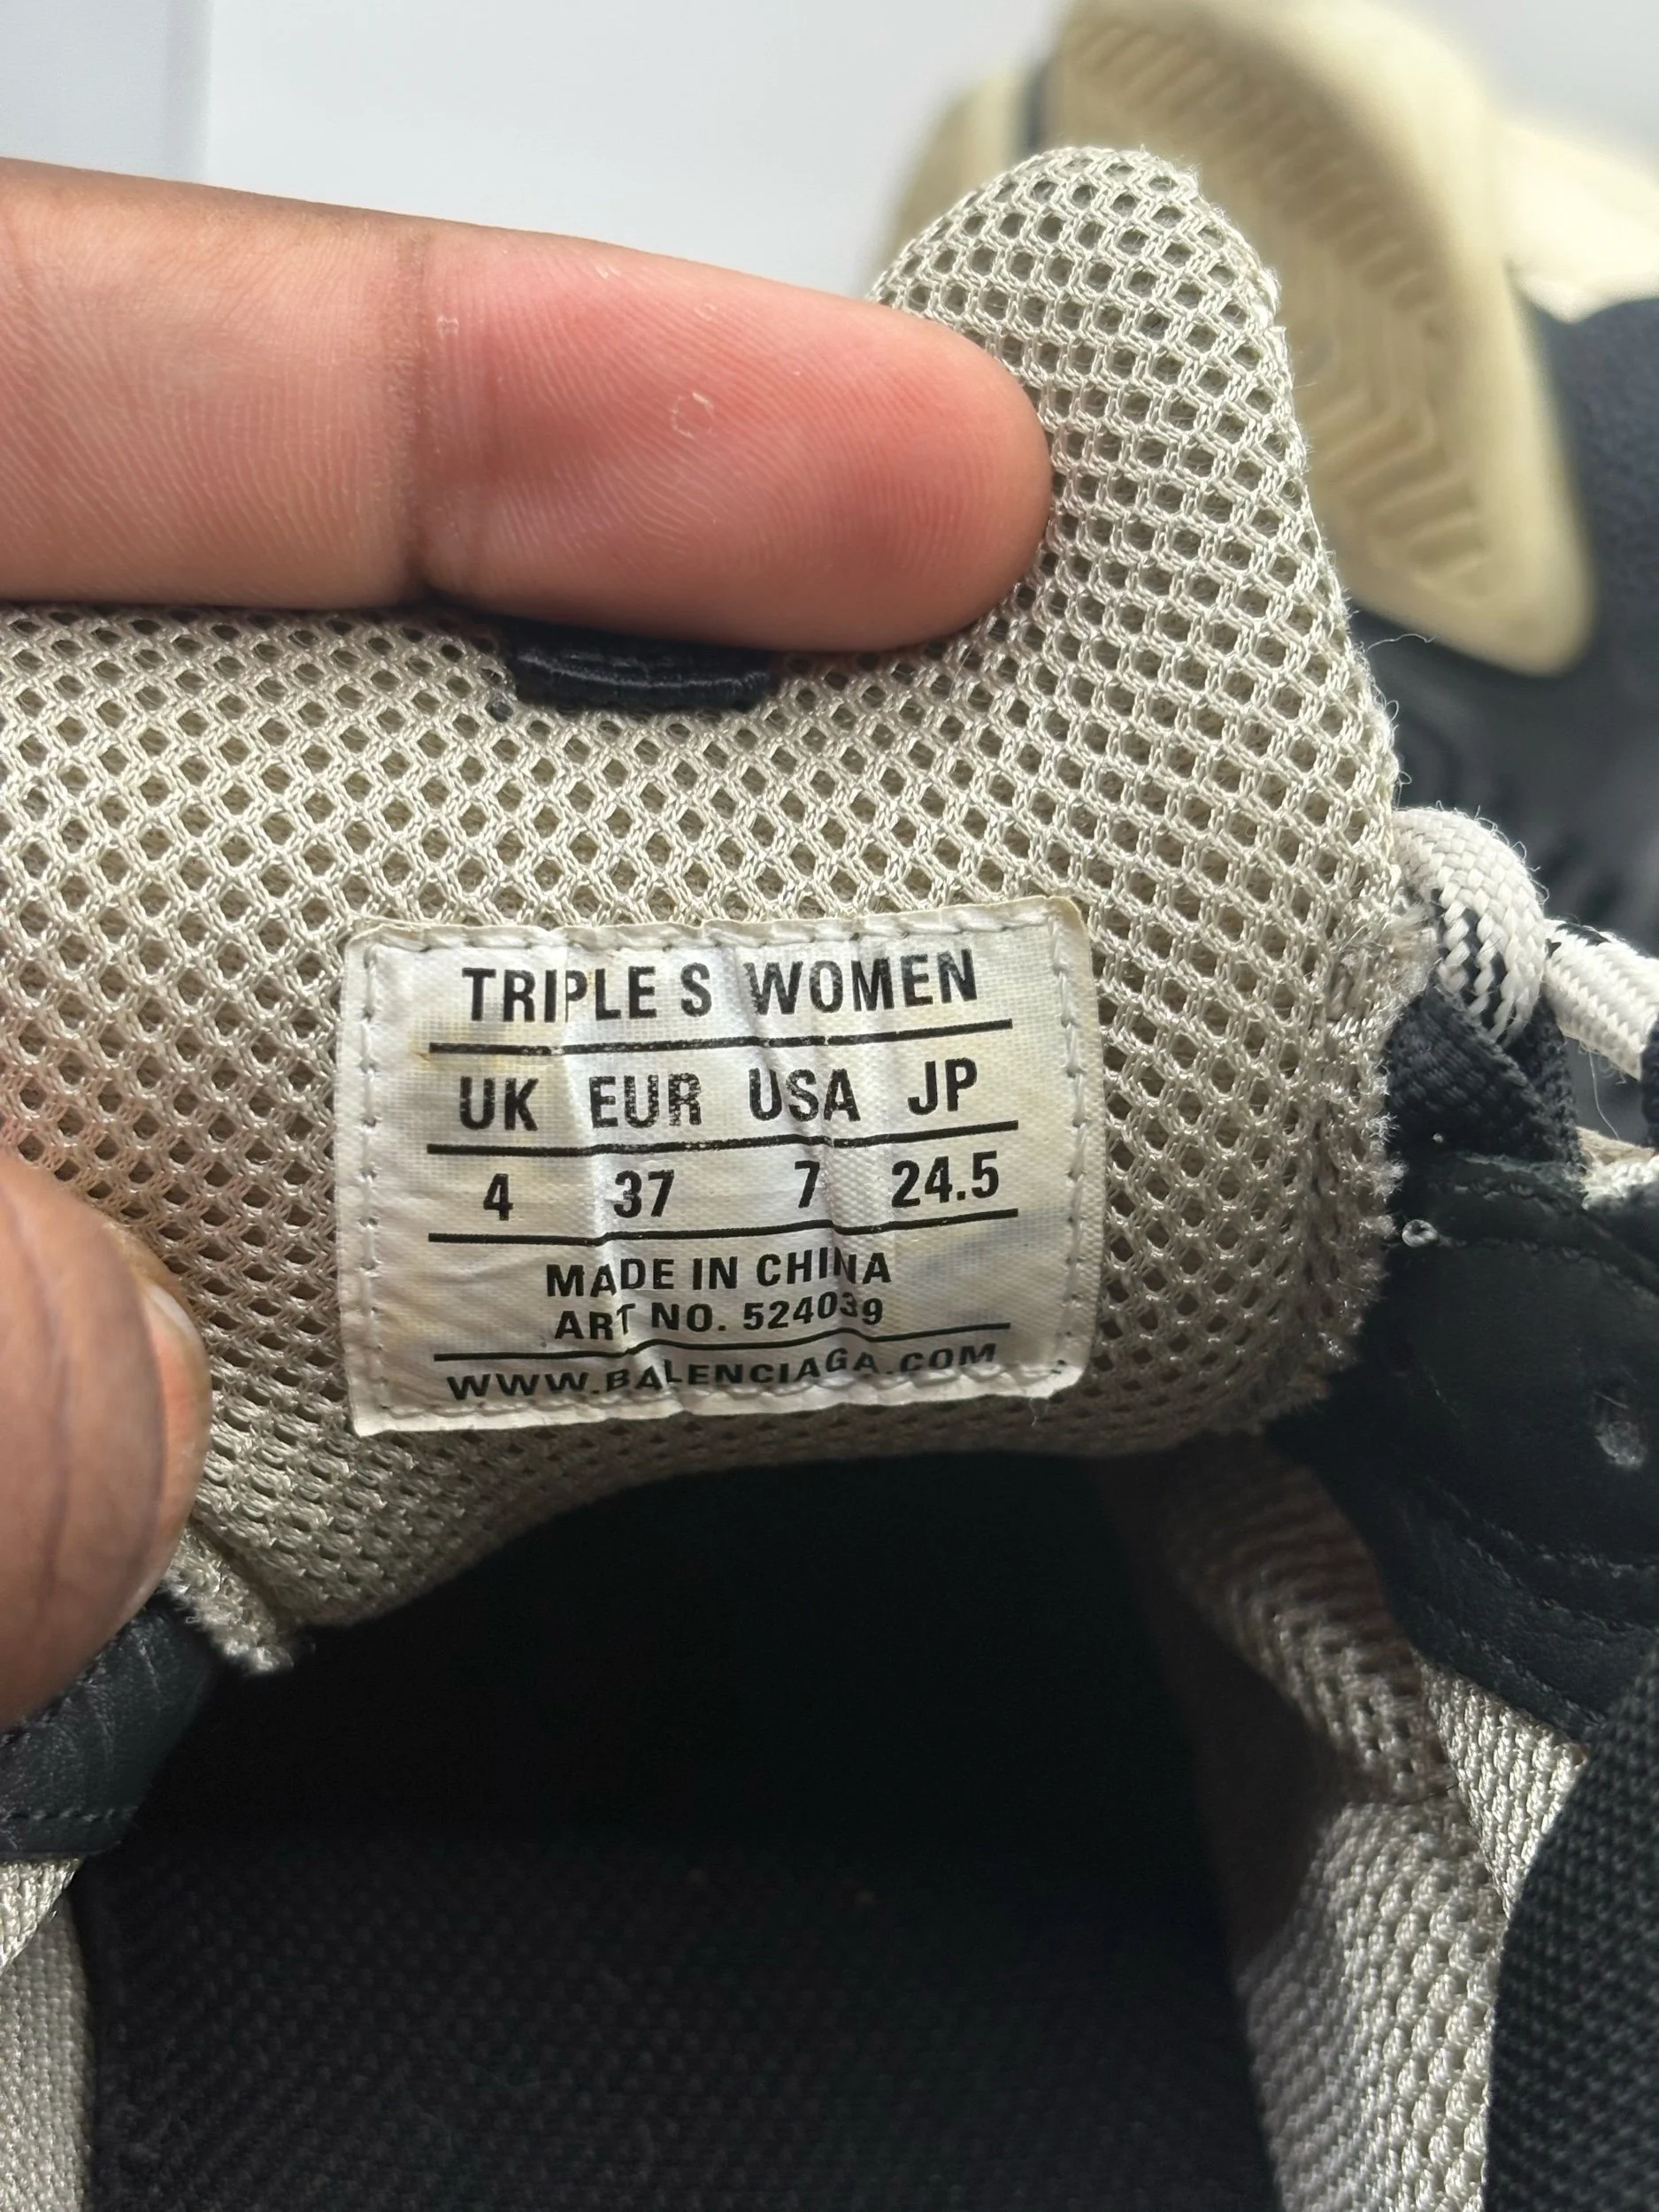 TRIPLE S WOMEN
UK EUR USA JP
4 37 7 24.5
MADE IN CHINA
ART NO. 524039
WWW.BALENCIAGA.COM